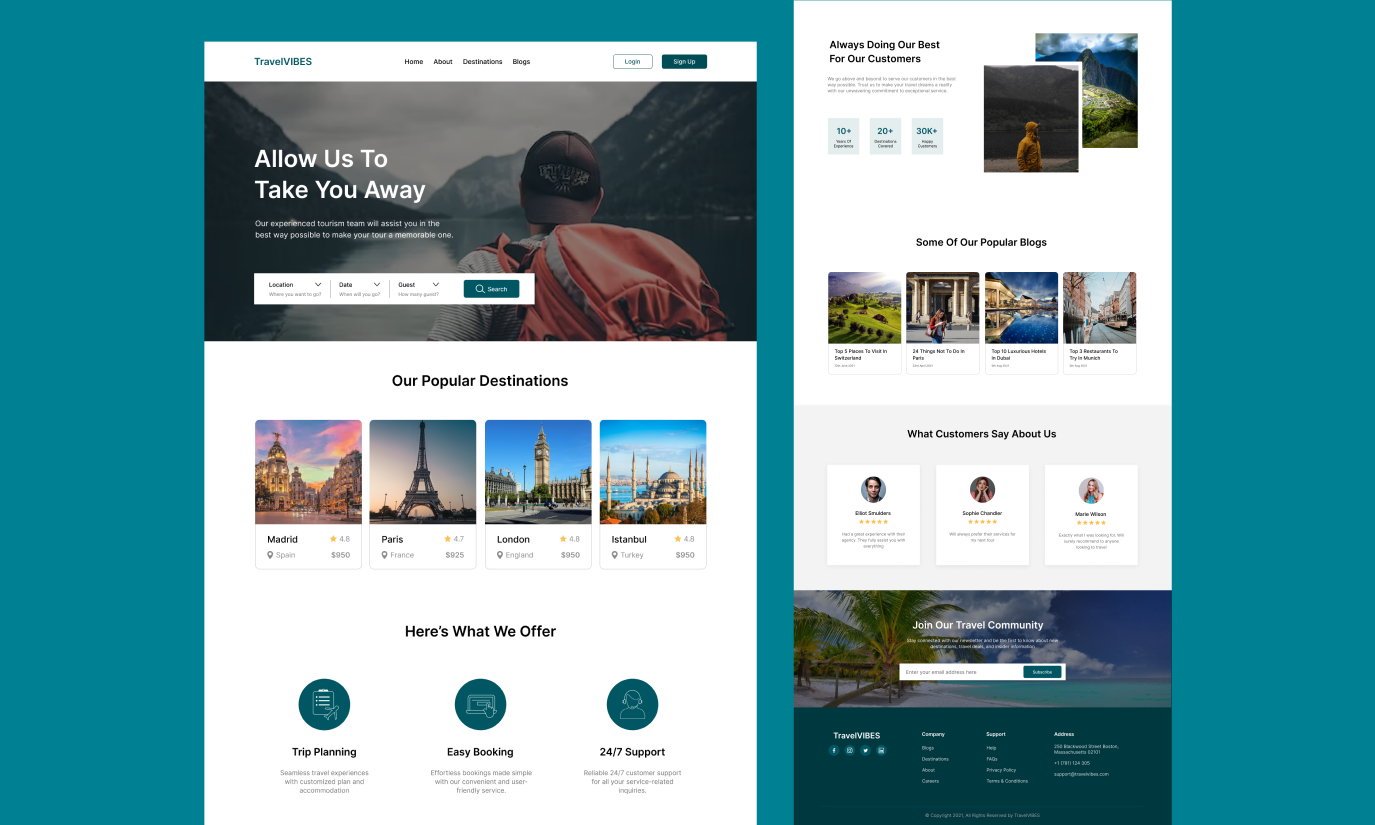 TravelVIBES
Home About Destinations Blogs
Login
Sign Up
Allow Us To
Take You Away
Our experienced tourism team will assist you in the
best way possible to make your tour a memorable one.
Location
Where you want to go?
Date
When will you go?
Guest
How many guest?
Search
Our Popular Destinations
Madrid 4.8
Spain $950
Paris 4.7
France $925
London 4.8
England $950
Istanbul 4.8
Turkey $950
Here's What We Offer
Trip Planning
Seamless travel experiences
with customized plan and
accommodation
Easy Booking
Effortless bookings made simple
with our convenient and user-
friendly service.
24/7 Support
Reliable 24/7 customer support
for all your service-related
inquiries.
Always Doing Our Best
For Our Customers
We go above and beyond to serve our customers in the best
way possible. Trust us to make your travel dreams a reality
with our unwavering commitment to exceptional service.
10+
Years Of
Experience
20+
Destinations
Covered
30K+
Happy
Customers
Some Of Our Popular Blogs
Top 5 Places To Visit In
Switzerland
24 Things Not To Do In
Paris
Top 10 Luxurious Hotels
In Dubai
Top 3 Restaurants To
Try In Munich
What Customers Say About Us
Elliot Smulders
Had a great experience with their
agency. They fully assist you with
everything
Sophie Chandler
Will always prefer their services for
my next tour
Marie Wilson
Exactly what I was looking for. Will
surely recommend to anyone
looking to travel
Join Our Travel Community
Stay connected with our newsletter and be the first to know about new
destinations, travel deals, and insider information
Enter your email address here
Subscribe
TravelVIBES
Company
Blogs
Destinations
About
Careers
Support
Help
FAQs
Privacy Policy
Terms & Conditions
Address
250 Blackwood Street Boston,
Massachusetts 02101
+1 (781) 124 305
support@travelvibes.com
© Copyright 2021, All Rights Reserved by TravelVIBES